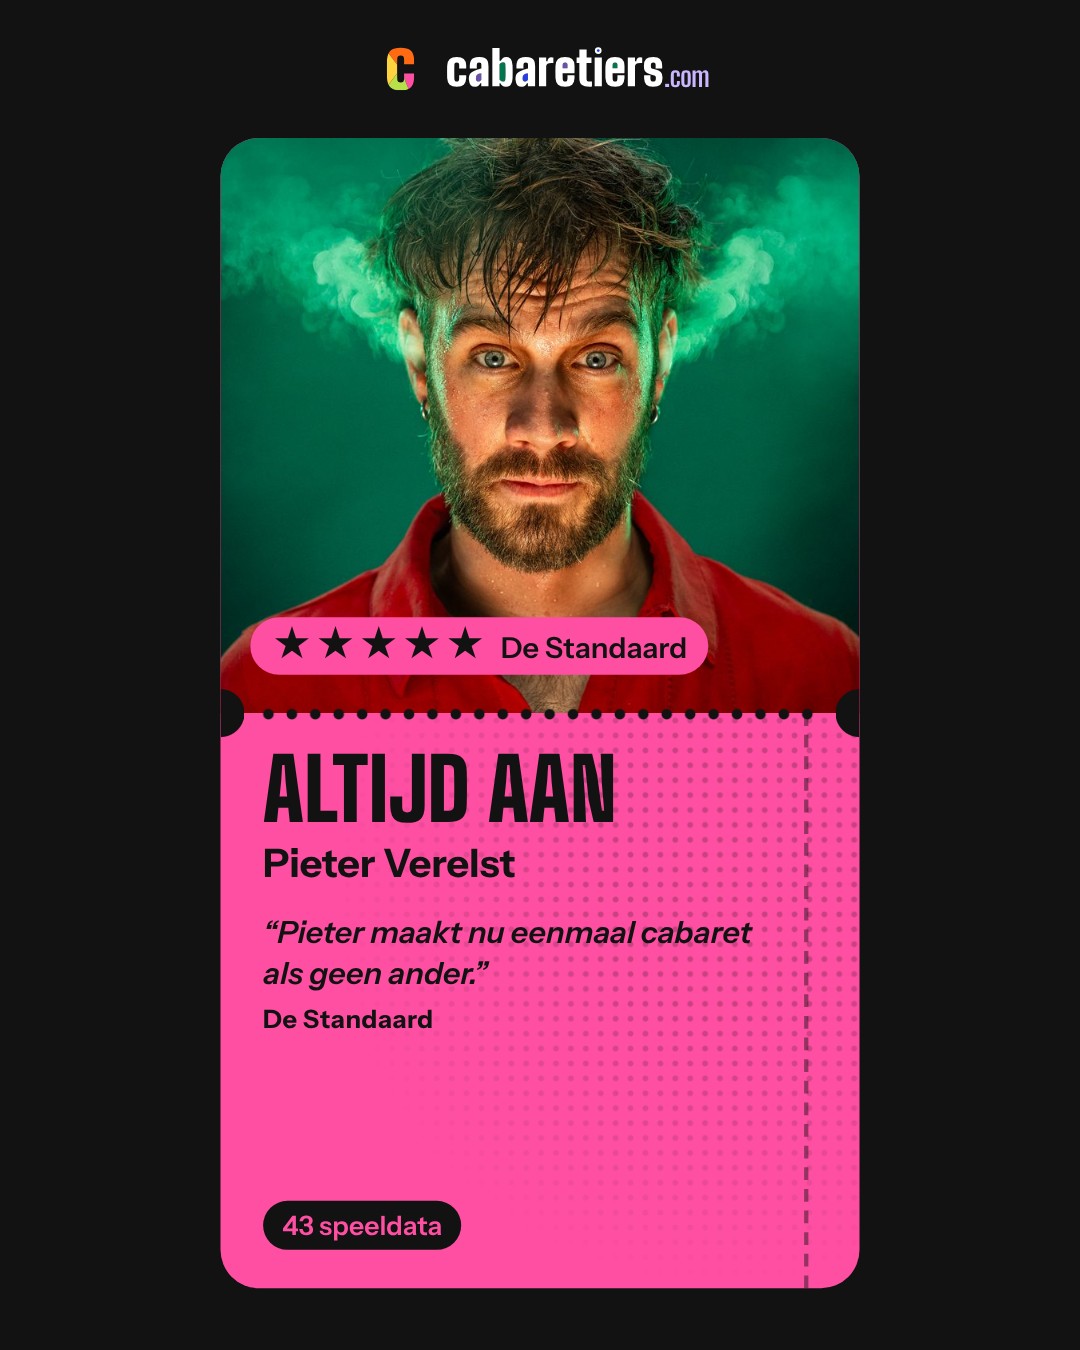 cabaretiers.com
★★★★★ De Standaard
ALTIJD AAN
Pieter Verelst
“Pieter maakt nu eenmaal cabaret
als geen ander.”
De Standaard
43 speeldata